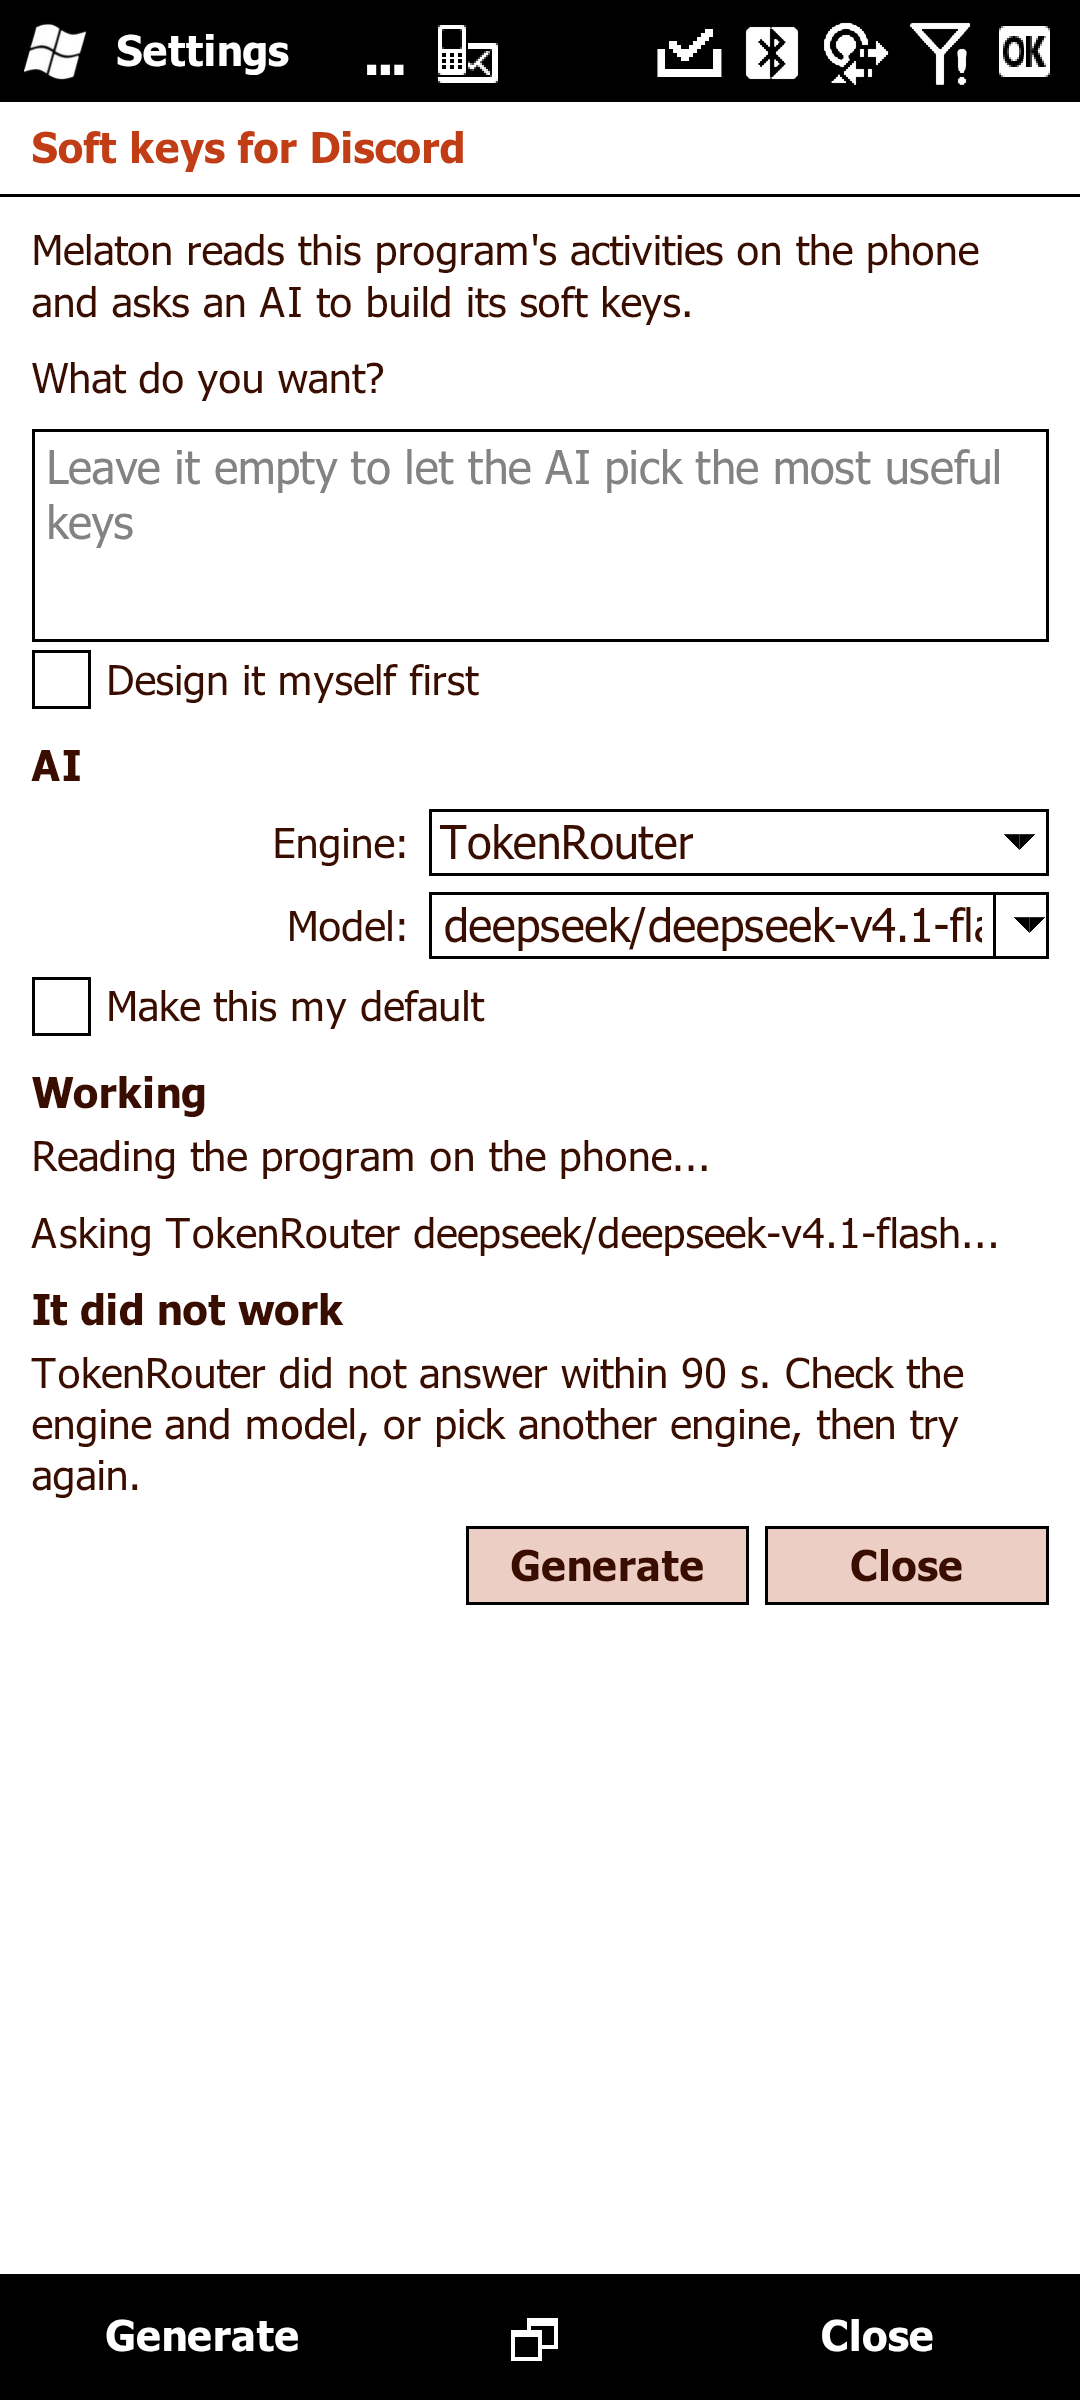 Settings ... OK
Soft keys for Discord
Melaton reads this program's activities on the phone
and asks an AI to build its soft keys.
What do you want?
Leave it empty to let the AI pick the most useful
keys
Design it myself first
AI
Engine: TokenRouter
Model: deepseek/deepseek-v4.1-fla
Make this my default
Working
Reading the program on the phone...
Asking TokenRouter deepseek/deepseek-v4.1-flash...
It did not work
TokenRouter did not answer within 90 s. Check the
engine and model, or pick another engine, then try
again.
Generate Close
Generate Close